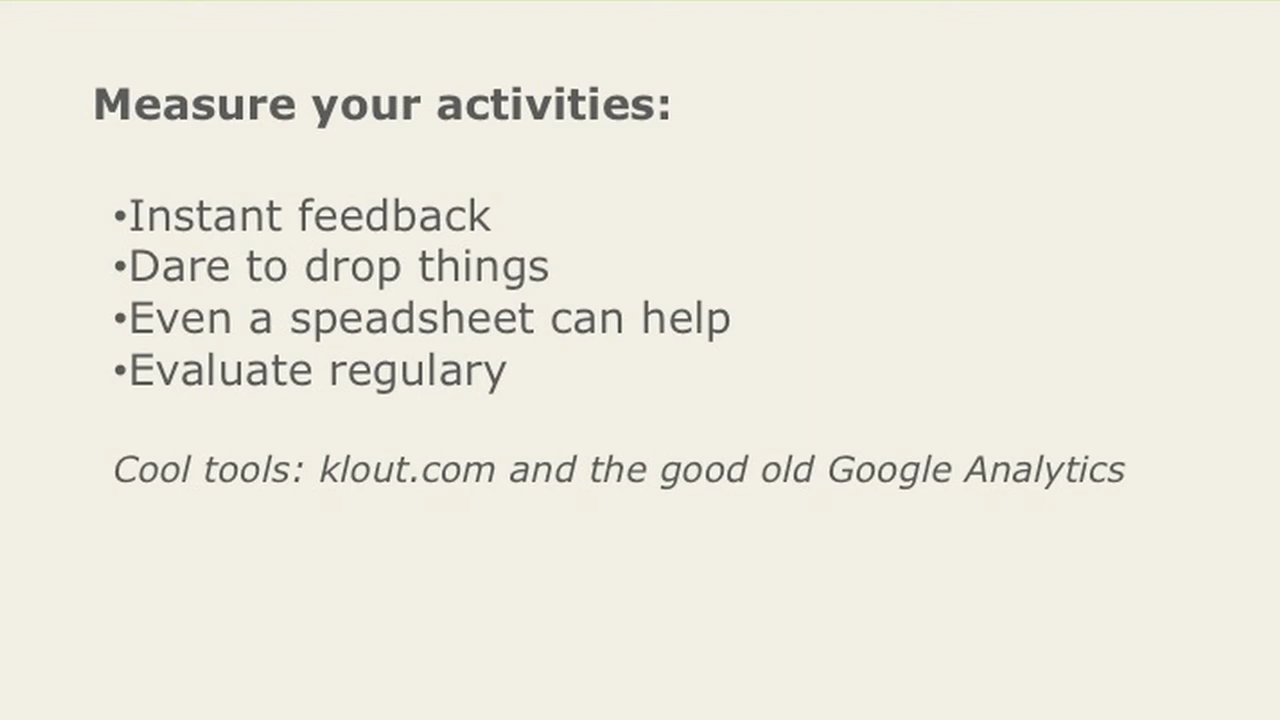 Measure your activities:
•Instant feedback
•Dare to drop things
•Even a speadsheet can help
•Evaluate regulary
Cool tools: klout.com and the good old Google Analytics